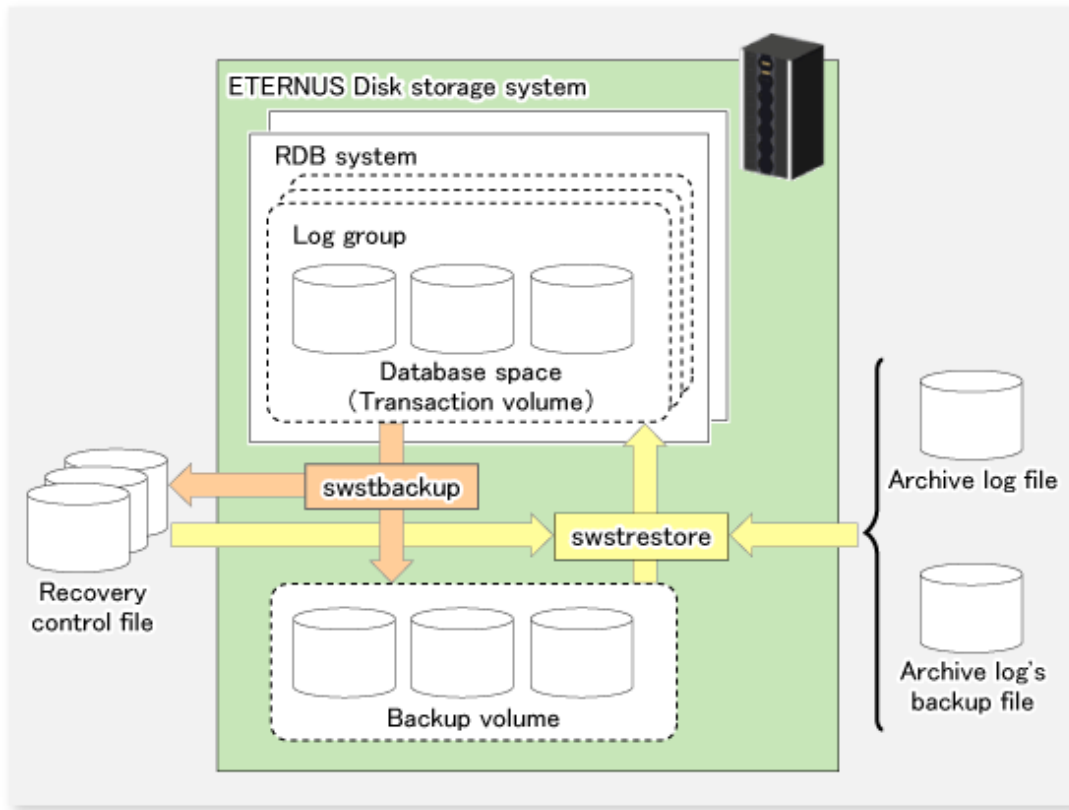 ETERNUS Disk storage system
RDB system
Log group
Database space
(Transaction volume)
swstbackup
swstrestore
Recovery
control file
Archive log file
Archive log's
backup file
Backup volume